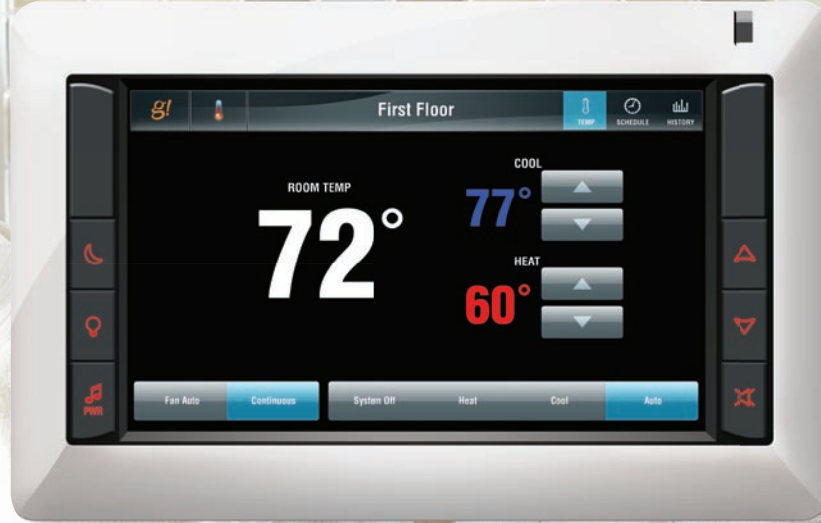 g!
First Floor
TEMP
SCHEDULE
HISTORY
ROOM TEMP
72°
COOL
77°
HEAT
60°
PWR
Fan Auto
Continuous
System Off
Heat
Cool
Auto